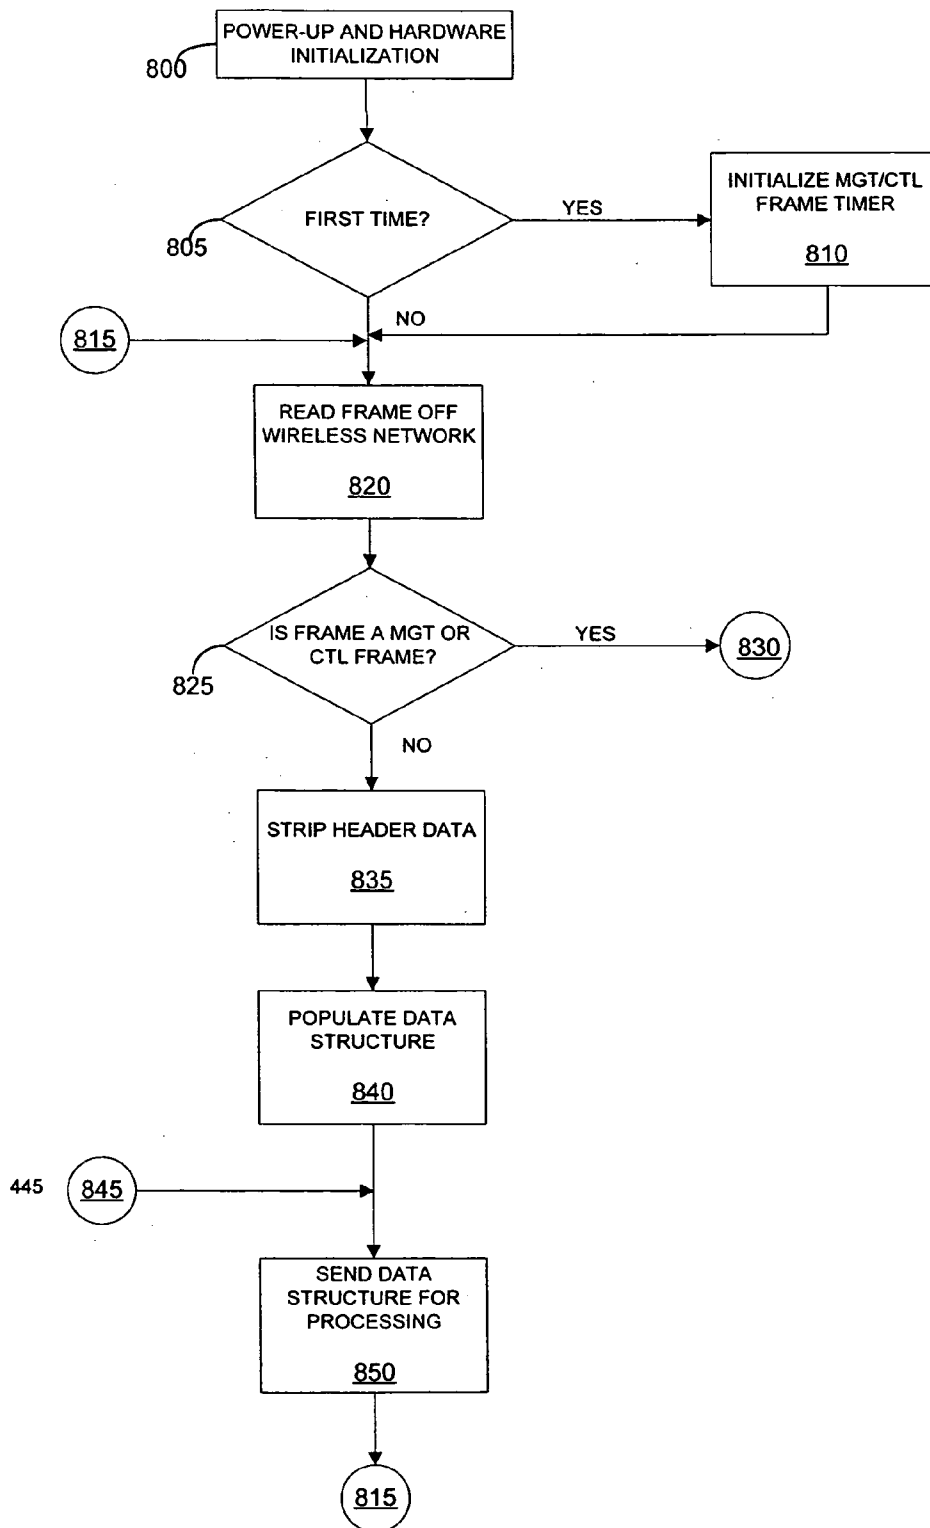 POWER-UP AND HARDWARE
INITIALIZATION
800
FIRST TIME?
805
YES
INITIALIZE MGT/CTL
FRAME TIMER
810
NO
815
READ FRAME OFF
WIRELESS NETWORK
820
IS FRAME A MGT OR
CTL FRAME?
825
YES
830
NO
STRIP HEADER DATA
835
POPULATE DATA
STRUCTURE
840
445
845
SEND DATA
STRUCTURE FOR
PROCESSING
850
815